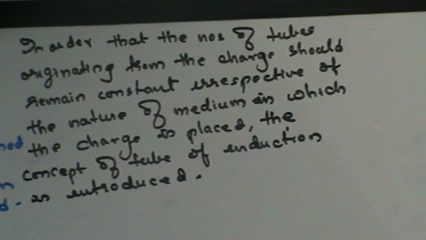 In order that the nos of tubes
originating from the charge should
remain constant irrespective of
the nature of medium in which
ned the charge is placed, the
n concept of tube of induction
d - is introduced.